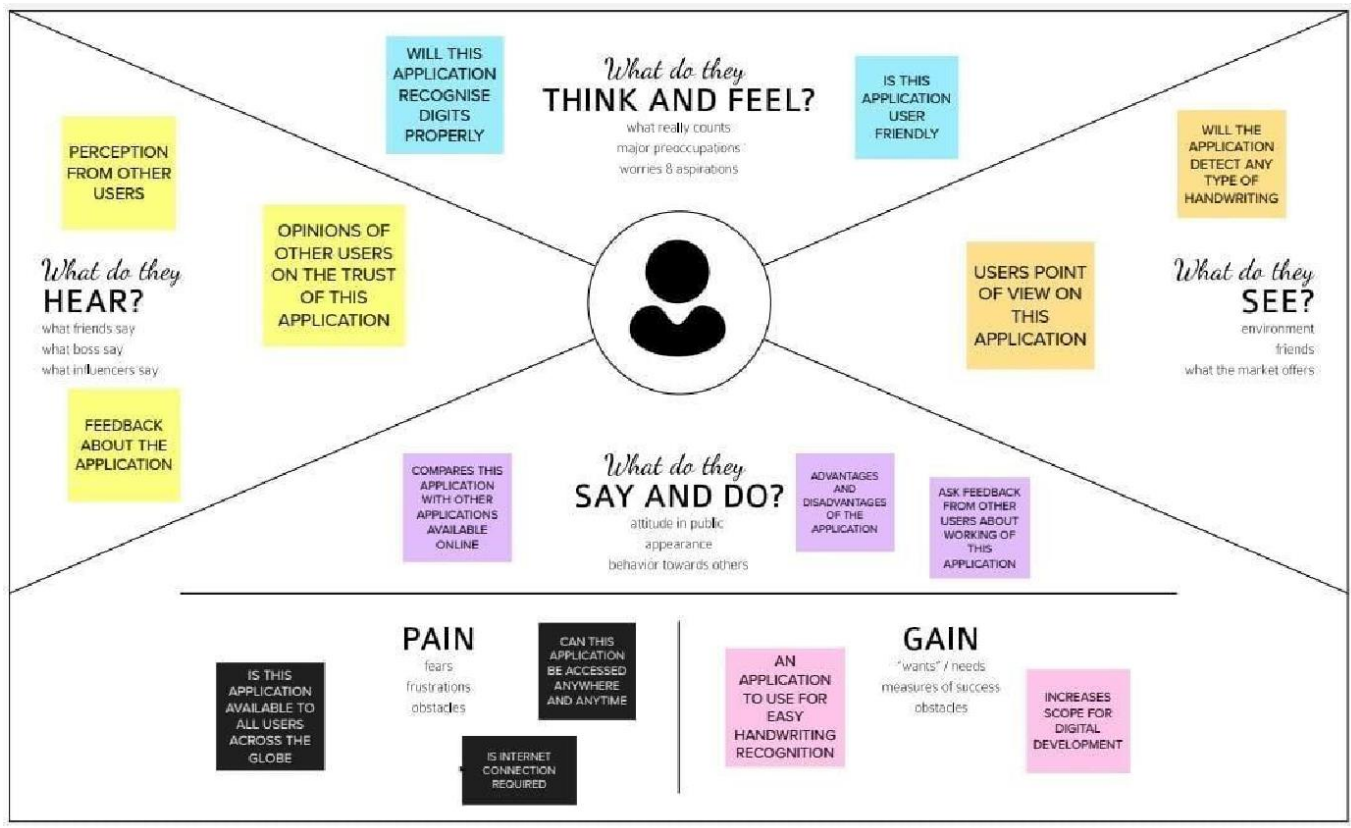 WILL THIS
APPLICATION
RECOGNISE
DIGITS
PROPERLY
What do they
THINK AND FEEL?
what really counts
major preoccupations
worries & aspirations
IS THIS
APPLICATION
USER
FRIENDLY
PERCEPTION
FROM OTHER
USERS
OPINIONS OF
OTHER USERS
ON THE TRUST
OF THIS
APPLICATION
What do they
HEAR?
what friends say
what boss say
what influencers say
FEEDBACK
ABOUT THE
APPLICATION
WILL THE
APPLICATION
DETECT ANY
TYPE OF
HANDWRITING
USERS POINT
OF VIEW ON
THIS
APPLICATION
What do they
SEE?
environment
friends
what the market offers
COMPARES THIS
APPLICATION
WITH OTHER
APPLICATIONS
AVAILABLE
ONLINE
What do they
SAY AND DO?
attitude in public
appearance
behavior towards others
ADVANTAGES
AND
DISADVANTAGES
OF THE
APPLICATION
ASK FEEDBACK
FROM OTHER
USERS ABOUT
WORKING OF
THIS
APPLICATION
PAIN
fears
frustrations
obstacles
IS THIS
APPLICATION
AVAILABLE TO
ALL USERS
ACROSS THE
GLOBE
CAN THIS
APPLICATION
BE ACCESSED
ANYWHERE
AND ANYTIME
IS INTERNET
CONNECTION
REQUIRED
GAIN
"wants" / needs
measures of success
obstacles
AN
APPLICATION
TO USE FOR
EASY
HANDWRITING
RECOGNITION
INCREASES
SCOPE FOR
DIGITAL
DEVELOPMENT